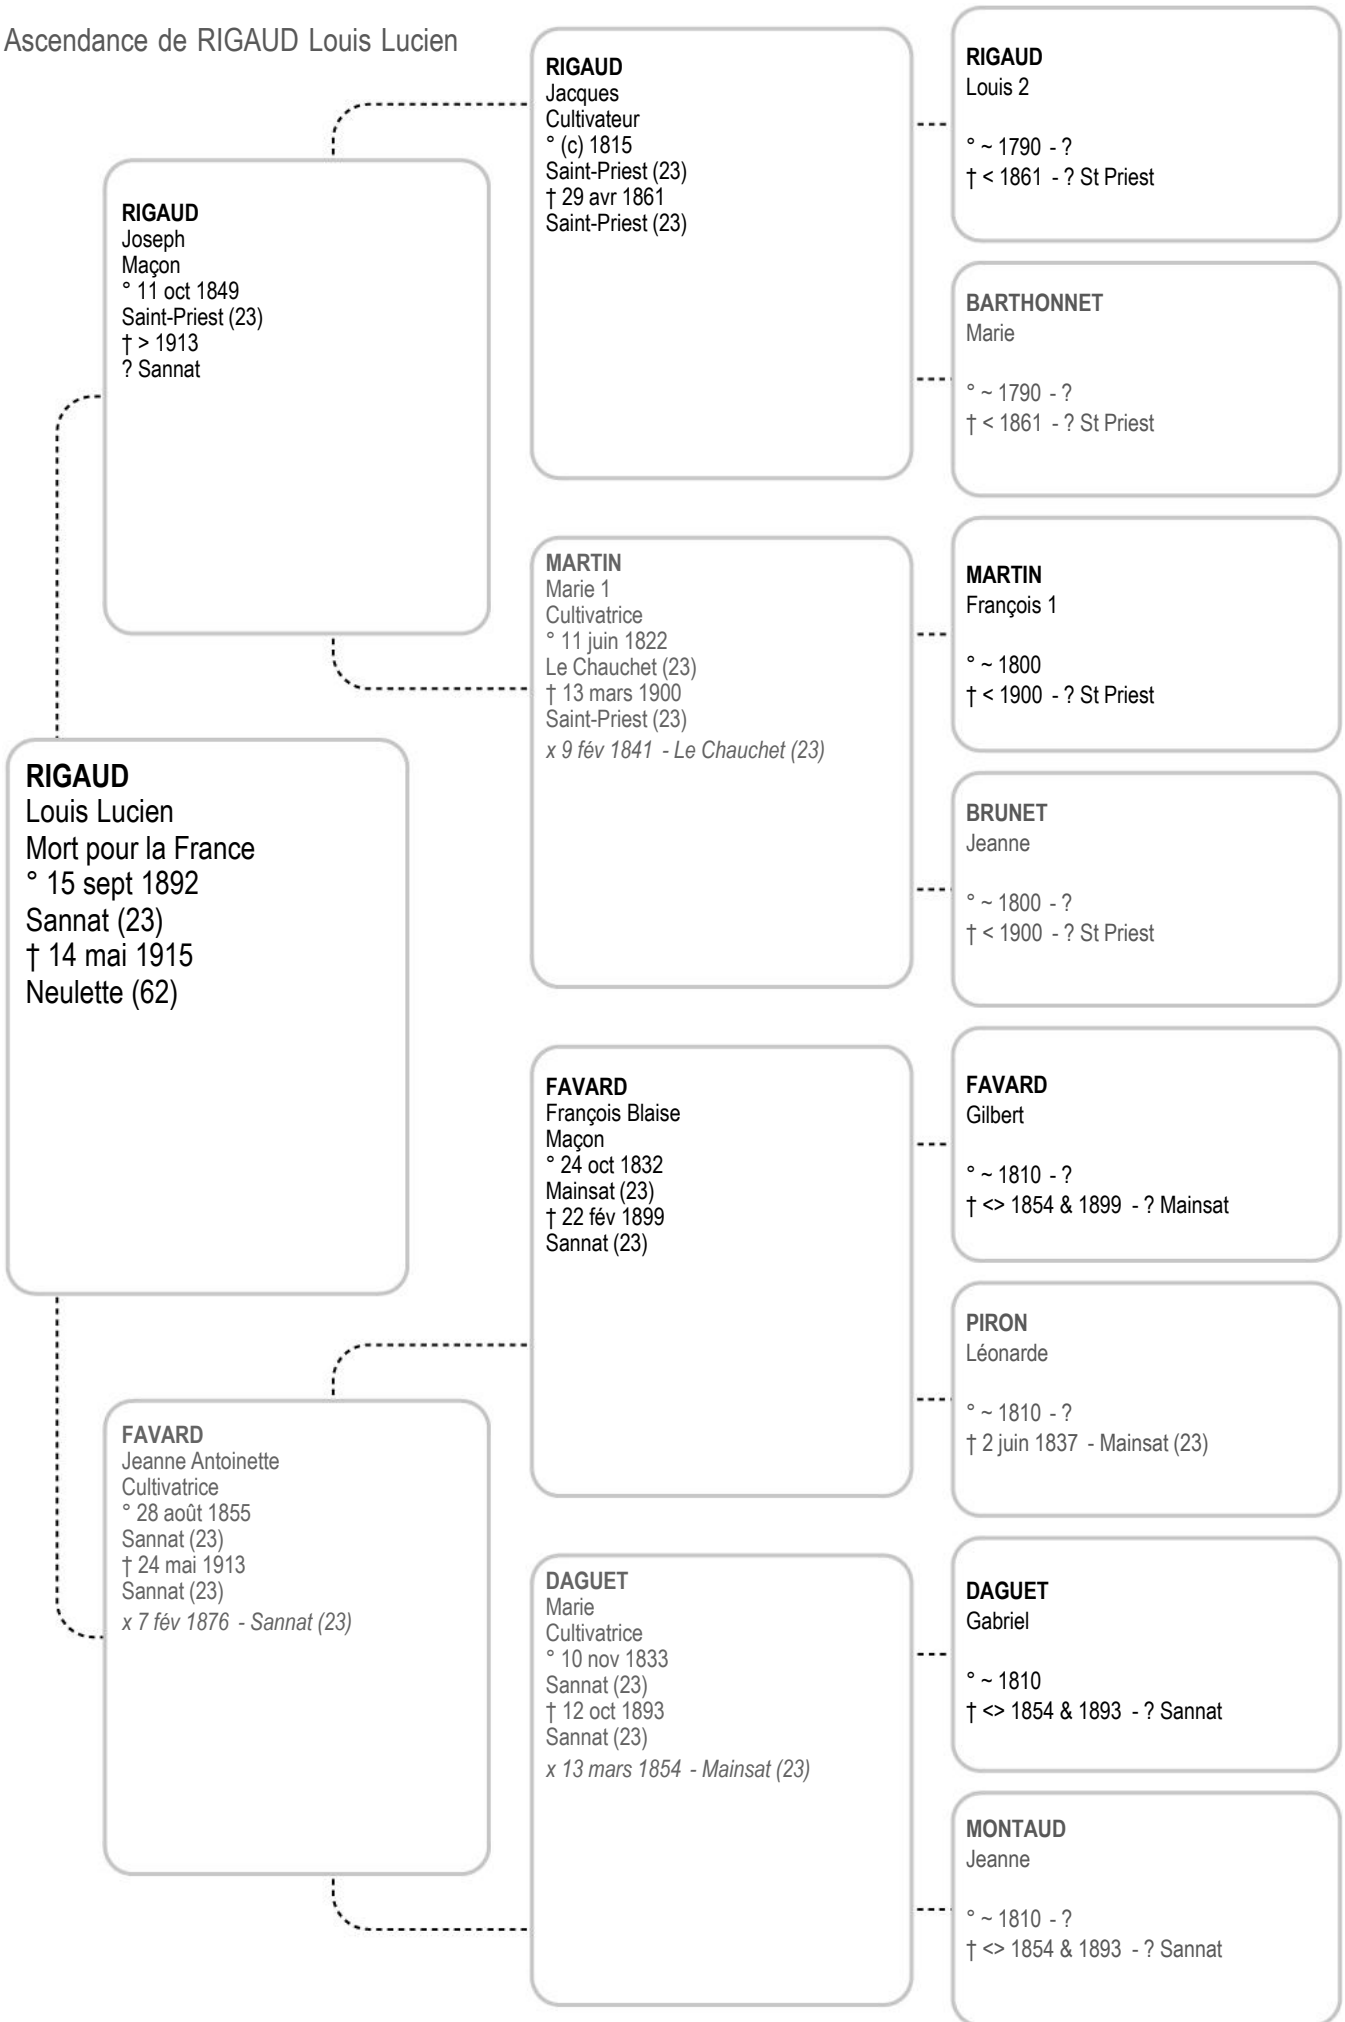 Ascendance de RIGAUD Louis Lucien
RIGAUD
Louis Lucien
Mort pour la France
° 15 sept 1892
Sannat (23)
† 14 mai 1915
Neulette (62)
RIGAUD
Joseph
Maçon
° 11 oct 1849
Saint-Priest (23)
† > 1913
? Sannat
FAVARD
Jeanne Antoinette
Cultivatrice
° 28 août 1855
Sannat (23)
† 24 mai 1913
Sannat (23)
x 7 fév 1876 - Sannat (23)
RIGAUD
Jacques
Cultivateur
° (c) 1815
Saint-Priest (23)
† 29 avr 1861
Saint-Priest (23)
MARTIN
Marie 1
Cultivatrice
° 11 juin 1822
Le Chauchet (23)
† 13 mars 1900
Saint-Priest (23)
x 9 fév 1841 - Le Chauchet (23)
FAVARD
François Blaise
Maçon
° 24 oct 1832
Mainsat (23)
† 22 fév 1899
Sannat (23)
DAGUET
Marie
Cultivatrice
° 10 nov 1833
Sannat (23)
† 12 oct 1893
Sannat (23)
x 13 mars 1854 - Mainsat (23)
RIGAUD
Louis 2
° ~ 1790 - ?
† < 1861 - ? St Priest
BARTHONNET
Marie
° ~ 1790 - ?
† < 1861 - ? St Priest
MARTIN
François 1
° ~ 1800
† < 1900 - ? St Priest
BRUNET
Jeanne
° ~ 1800 - ?
† < 1900 - ? St Priest
FAVARD
Gilbert
° ~ 1810 - ?
† <> 1854 & 1899 - ? Mainsat
PIRON
Léonarde
° ~ 1810 - ?
† 2 juin 1837 - Mainsat (23)
DAGUET
Gabriel
° ~ 1810
† <> 1854 & 1893 - ? Sannat
MONTAUD
Jeanne
° ~ 1810 - ?
† <> 1854 & 1893 - ? Sannat